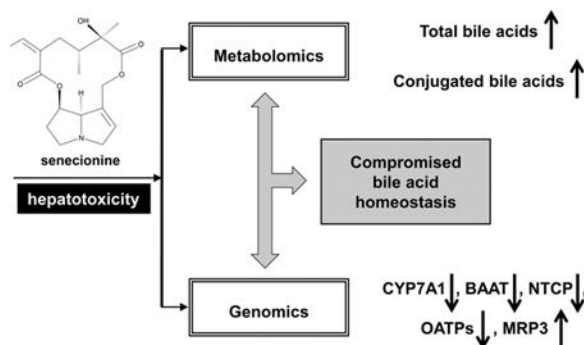 OH
O
O
O
O
H
N
senecionine
hepatotoxicity
Metabolomics
Total bile acids ↑
Conjugated bile acids ↑
Compromised
bile acid
homeostasis
Genomics
CYP7A1↓, BAAT↓, NTCP↓,
OATPs↓, MRP3↑